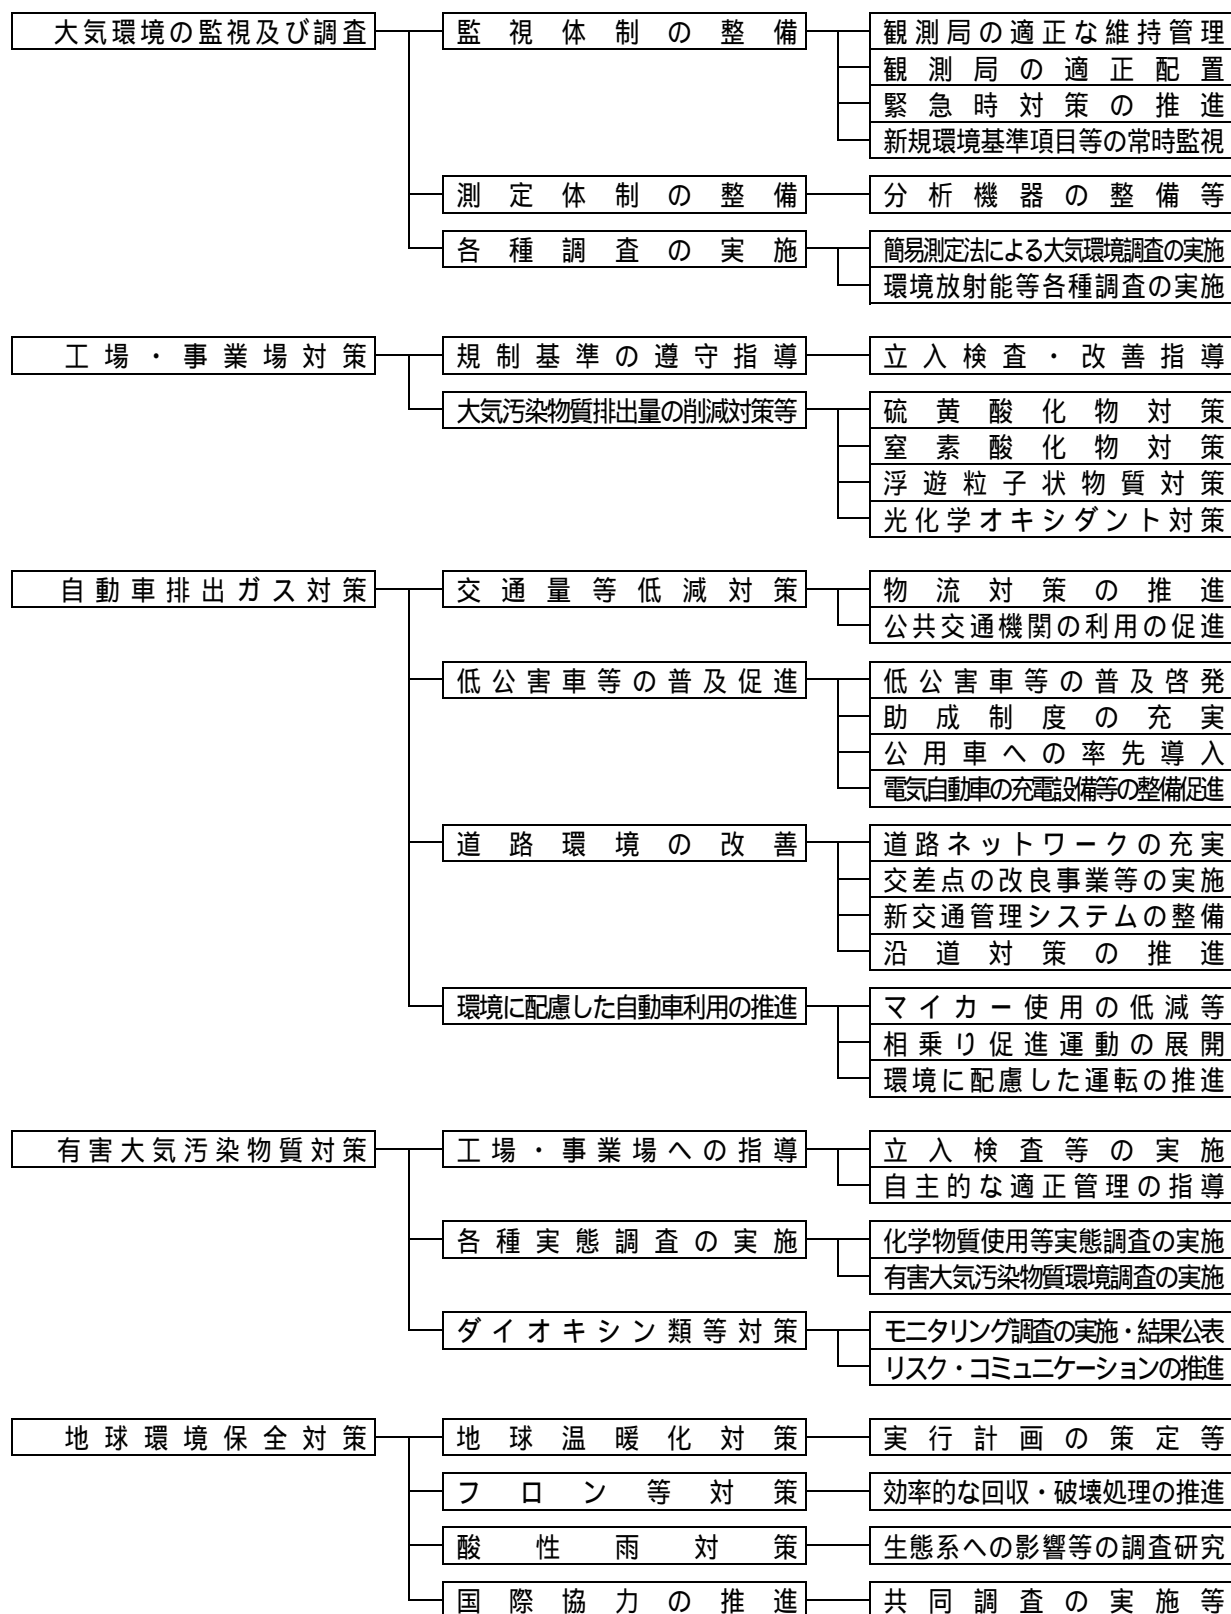 大気環境の監視及び調査
監視体制の整備
観測局の適正な維持管理
観測局の適正配置
緊急時対策の推進
新規環境基準項目等の常時監視
測定体制の整備
分析機器の整備等
各種調査の実施
簡易測定法による大気環境調査の実施
環境放射能等各種調査の実施
工場・事業場対策
規制基準の遵守指導
立入検査・改善指導
大気汚染物質排出量の削減対策等
硫黄酸化物対策
窒素酸化物対策
浮遊粒子状物質対策
光化学オキシダント対策
自動車排出ガス対策
交通量等低減対策
物流対策の推進
公共交通機関の利用の促進
低公害車等の普及促進
低公害車等の普及啓発
助成制度の充実
公用車への率先導入
電気自動車の充電設備等の整備促進
道路環境の改善
道路ネットワークの充実
交差点の改良事業等の実施
新交通管理システムの整備
沿道対策の推進
環境に配慮した自動車利用の推進
マイカー使用の低減等
相乗り促進運動の展開
環境に配慮した運転の推進
有害大気汚染物質対策
工場・事業場への指導
立入検査等の実施
自主的な適正管理の指導
各種実態調査の実施
化学物質使用等実態調査の実施
有害大気汚染物質環境調査の実施
ダイオキシン類等対策
モニタリング調査の実施・結果公表
リスク・コミュニケーションの推進
地球環境保全対策
地球温暖化対策
実行計画の策定等
フロン等対策
効率的な回収・破壊処理の推進
酸性雨対策
生態系への影響等の調査研究
国際協力の推進
共同調査の実施等